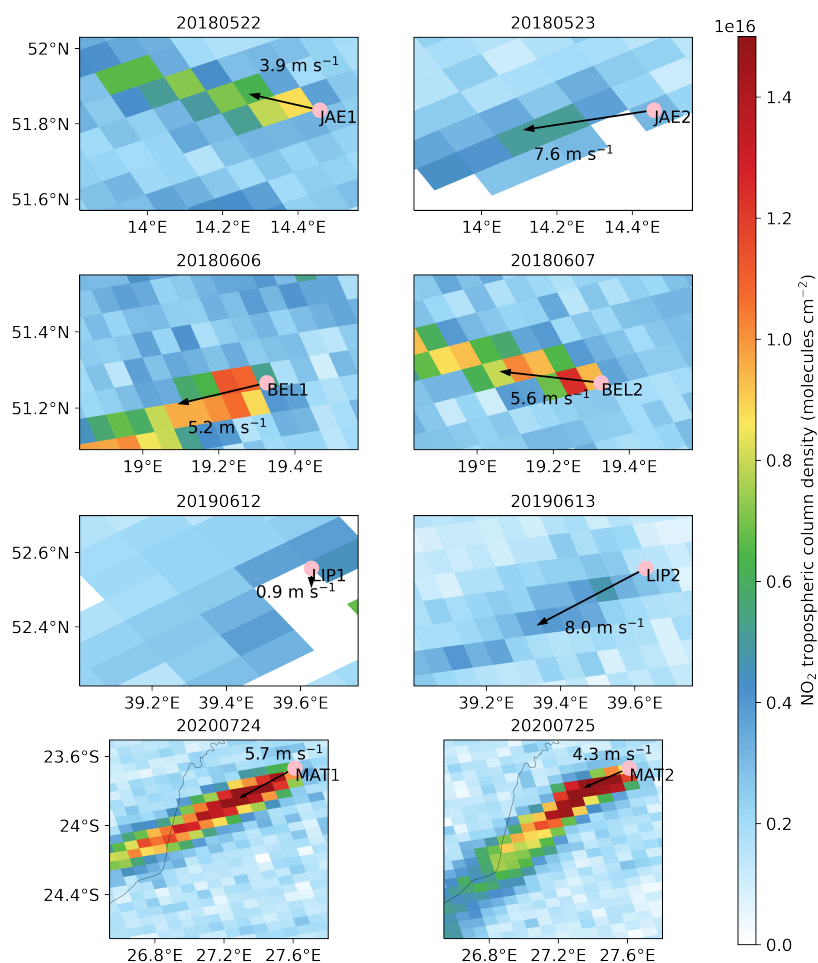 1e16
20180522
20180523
52°N
51.8°N
51.6°N
3.9 m s⁻¹
JAE1
7.6 m s⁻¹
JAE2
14°E 14.2°E 14.4°E
14°E 14.2°E 14.4°E
20180606
20180607
51.4°N
51.2°N
BEL1
5.2 m s⁻¹
BEL2
5.6 m s⁻¹
19°E 19.2°E 19.4°E
19°E 19.2°E 19.4°E
20190612
20190613
52.6°N
52.4°N
LIP1
0.9 m s⁻¹
LIP2
8.0 m s⁻¹
39.2°E 39.4°E 39.6°E
39.2°E 39.4°E 39.6°E
20200724
20200725
23.6°S
24°S
24.4°S
5.7 m s⁻¹
MAT1
4.3 m s⁻¹
MAT2
26.8°E 27.2°E 27.6°E
26.8°E 27.2°E 27.6°E
1.4
1.2
1.0
0.8
0.6
0.4
0.2
0.0
NO₂ tropospheric column density (molecules cm⁻²)